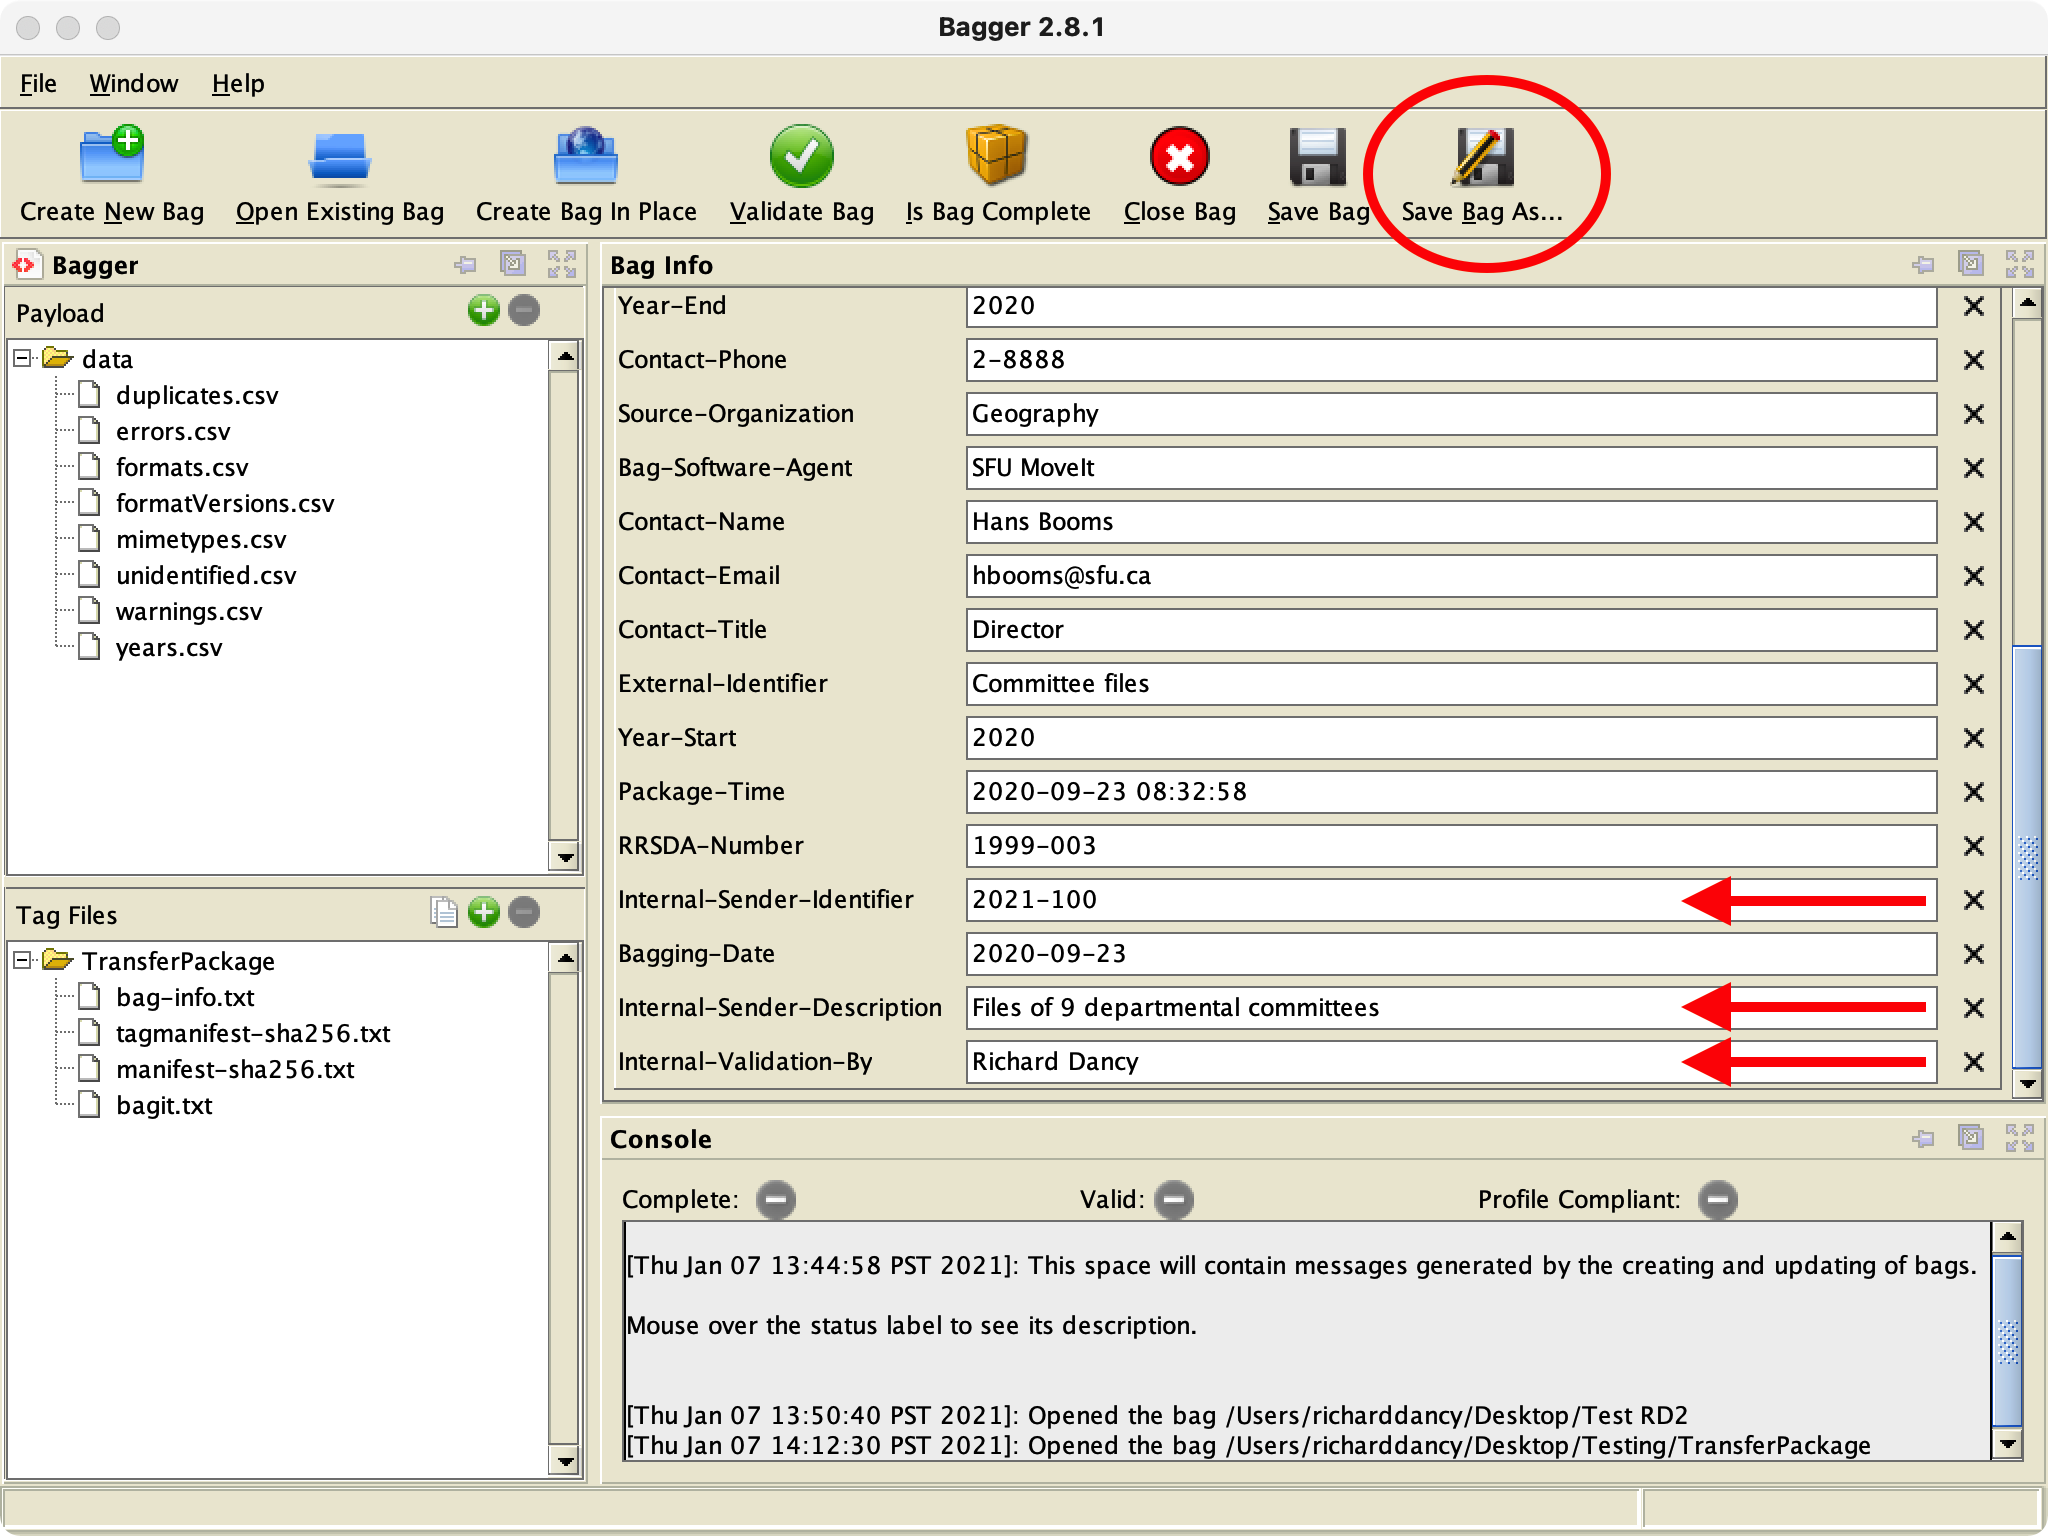 Bagger 2.8.1
File Window Help
Create New Bag Open Existing Bag Create Bag In Place Validate Bag Is Bag Complete Close Bag Save Bag Save Bag As...
Bagger
Payload
data
duplicates.csv
errors.csv
formats.csv
formatVersions.csv
mimetypes.csv
unidentified.csv
warnings.csv
years.csv
Tag Files
TransferPackage
bag-info.txt
tagmanifest-sha256.txt
manifest-sha256.txt
bagit.txt
Bag Info
Year-End 2020
Contact-Phone 2-8888
Source-Organization Geography
Bag-Software-Agent SFU MoveIt
Contact-Name Hans Booms
Contact-Email hbooms@sfu.ca
Contact-Title Director
External-Identifier Committee files
Year-Start 2020
Package-Time 2020-09-23 08:32:58
RRSDA-Number 1999-003
Internal-Sender-Identifier 2021-100
Bagging-Date 2020-09-23
Internal-Sender-Description Files of 9 departmental committees
Internal-Validation-By Richard Dancy
Console
Complete: Valid: Profile Compliant:
[Thu Jan 07 13:44:58 PST 2021]: This space will contain messages generated by the creating and updating of bags.
Mouse over the status label to see its description.
[Thu Jan 07 13:50:40 PST 2021]: Opened the bag /Users/richarddancy/Desktop/Test RD2
[Thu Jan 07 14:12:30 PST 2021]: Opened the bag /Users/richarddancy/Desktop/Testing/TransferPackage